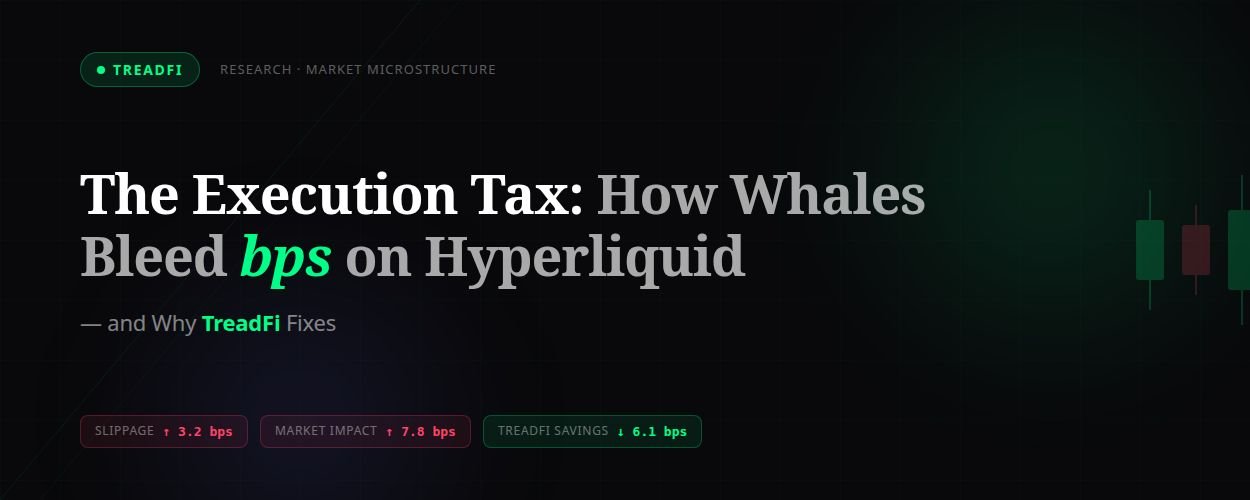 TREADFI
RESEARCH · MARKET MICROSTRUCTURE
The Execution Tax: How Whales
Bleed bps on Hyperliquid
— and Why TreadFi Fixes
SLIPPAGE ↑ 3.2 bps
MARKET IMPACT ↑ 7.8 bps
TREADFI SAVINGS ↓ 6.1 bps